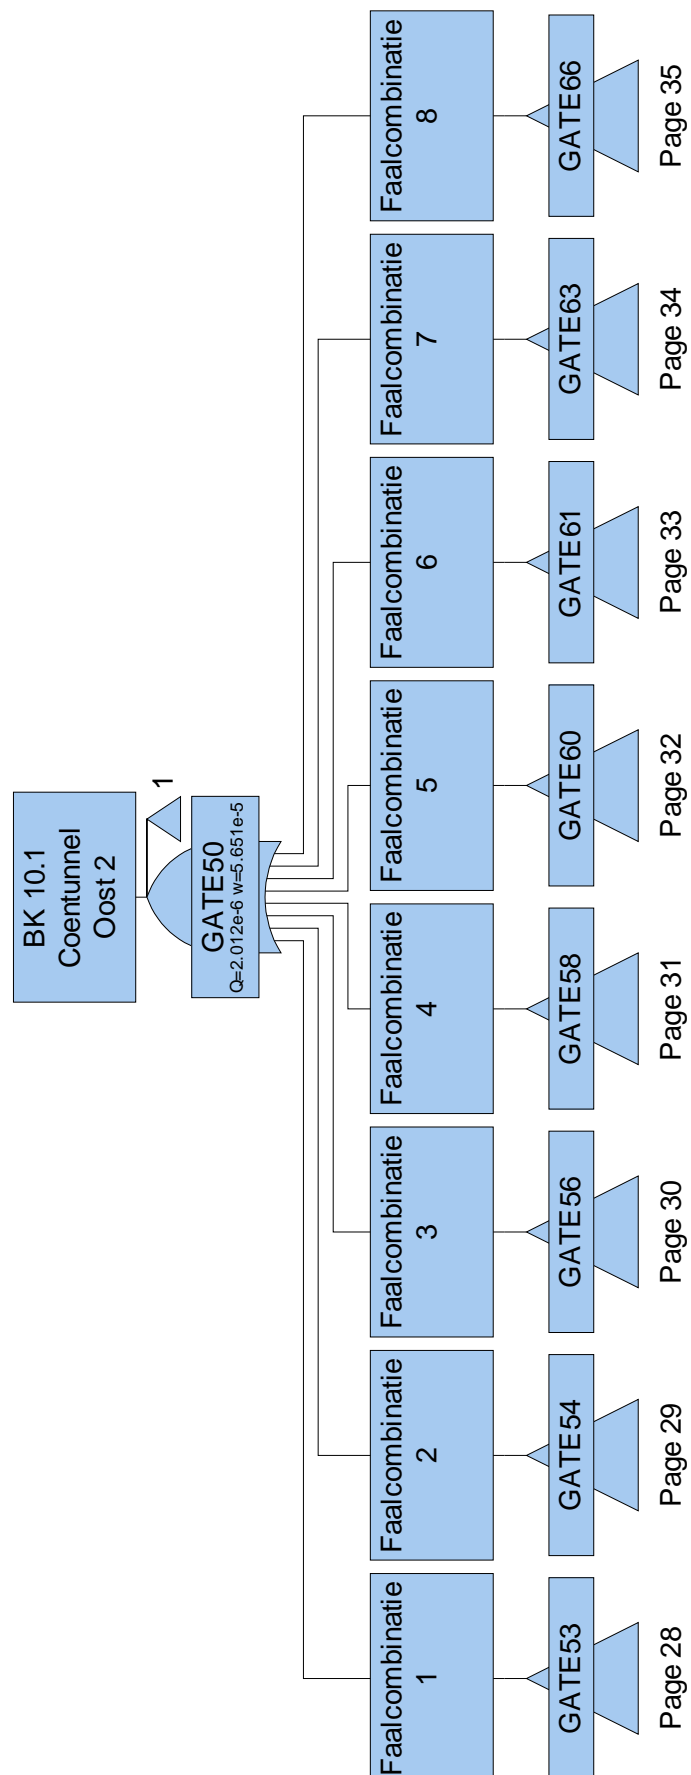 BK 10.1
Coentunnel
Oost 2
1
GATE50
Q=2.012e-6 w=5.651e-5
Faalcombinatie
1
Faalcombinatie
2
Faalcombinatie
3
Faalcombinatie
4
Faalcombinatie
5
Faalcombinatie
6
Faalcombinatie
7
Faalcombinatie
8
GATE53
GATE54
GATE56
GATE58
GATE60
GATE61
GATE63
GATE66
Page 28
Page 29
Page 30
Page 31
Page 32
Page 33
Page 34
Page 35